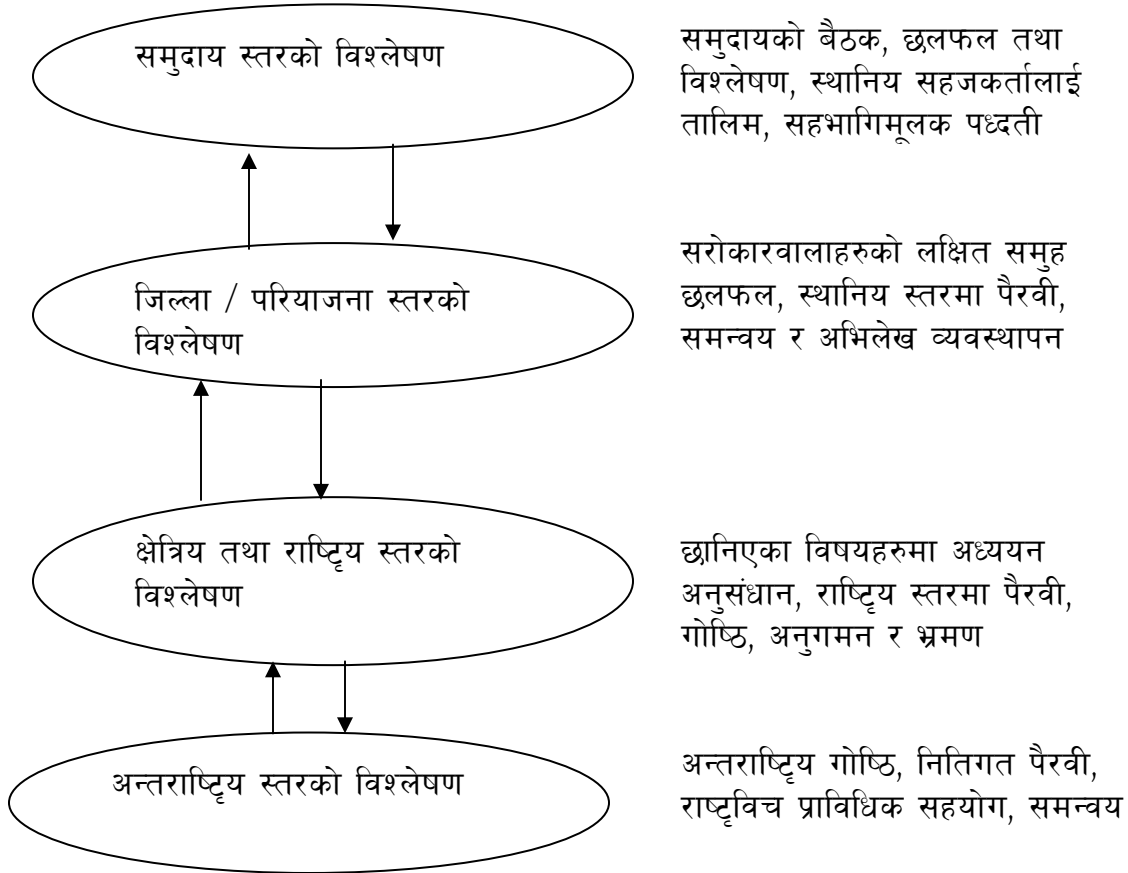 समुदाय स्तरको विश्लेषण
समुदायको बैठक, छलफल तथा
विश्लेषण, स्थानिय सहजकर्तालाई
तालिम, सहभागिमूलक पध्दती
जिल्ला / परियाजना स्तरको
विश्लेषण
सरोकारवालाहरुको लक्षित समुह
छलफल, स्थानिय स्तरमा पैरवी,
समन्वय र अभिलेख व्यवस्थापन
क्षेत्रिय तथा राष्ट्रिय स्तरको
विश्लेषण
छानिएका विषयहरुमा अध्ययन
अनुसंधान, राष्ट्रिय स्तरमा पैरवी,
गोष्ठि, अनुगमन र भ्रमण
अन्तराष्ट्रिय स्तरको विश्लेषण
अन्तराष्ट्रिय गोष्ठि, नितिगत पैरवी,
राष्ट्रविच प्राविधिक सहयोग, समन्वय